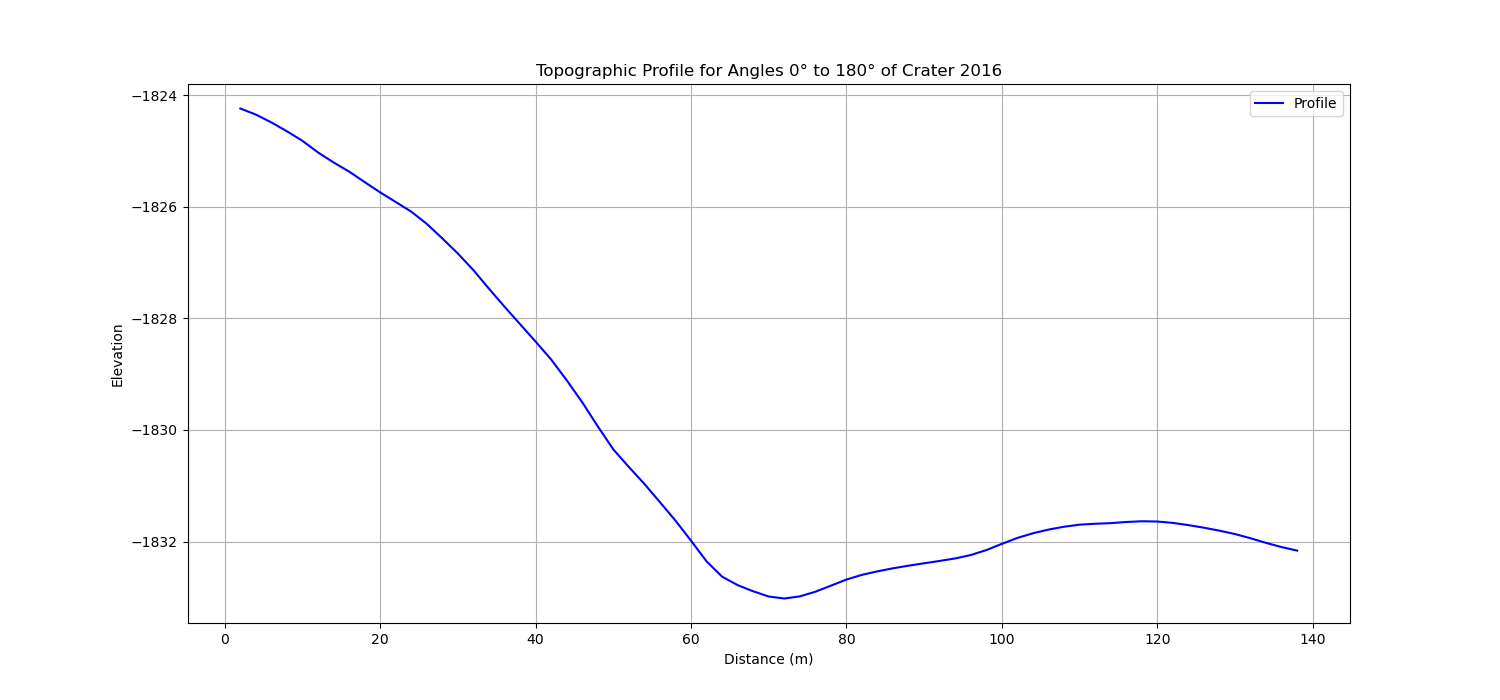 Topographic Profile for Angles 0° to 180° of Crater 2016
Profile
−1824
−1826
−1828
−1830
−1832
Elevation
0 20 40 60 80 100 120 140
Distance (m)